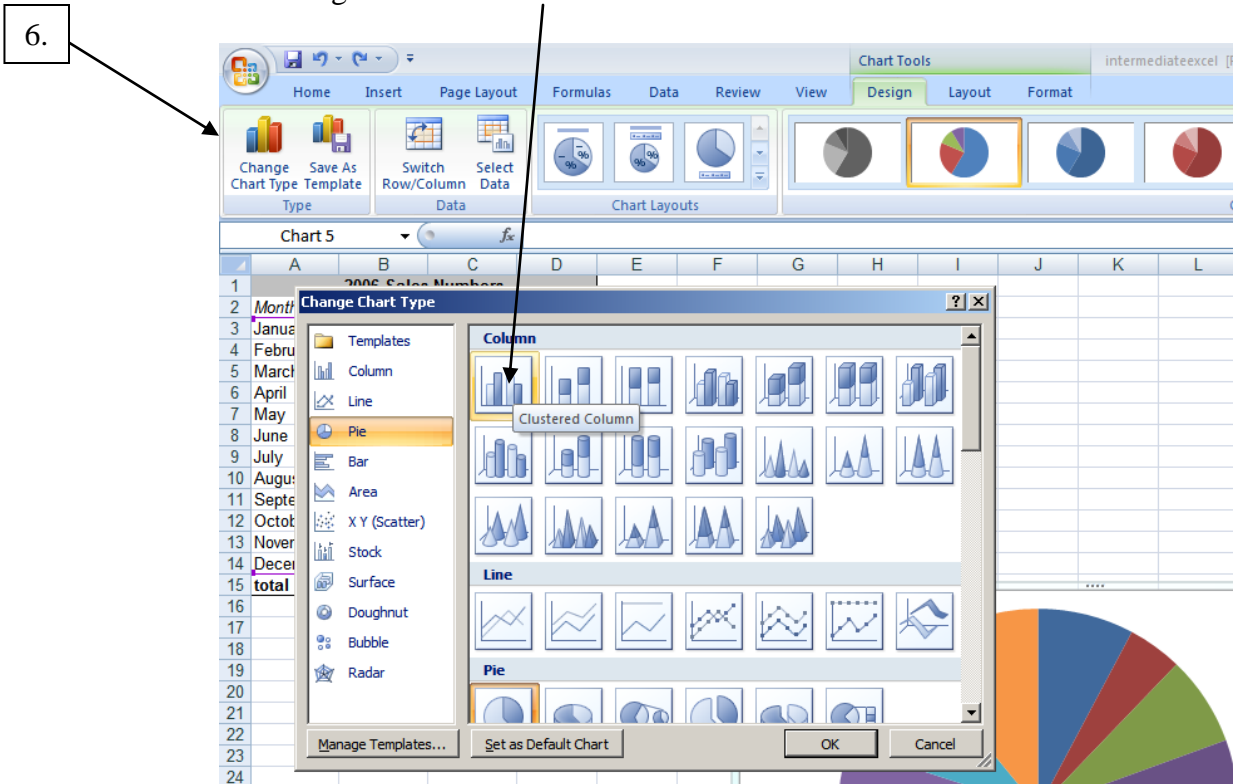 6.
Chart Tools
intermediateexcel
Home Insert Page Layout Formulas Data Review View Design Layout Format
Change Chart Type
Save As Template
Switch Row/Column
Select Data
Type
Data
Chart Layouts
Chart 5
fx
A B C D E F G H I J K L
1 2006 Sales Numbers
2 Month
3 Janua
4 Febru
5 March
6 April
7 May
8 June
9 July
10 Augus
11 Septe
12 Octob
13 Nover
14 Decer
15 total
16
17
18
19
20
21
22
23
24
Change Chart Type
Templates
Column
Line
Pie
Bar
Area
X Y (Scatter)
Stock
Surface
Doughnut
Bubble
Radar
Column
Clustered Column
Line
Pie
Manage Templates...
Set as Default Chart
OK
Cancel